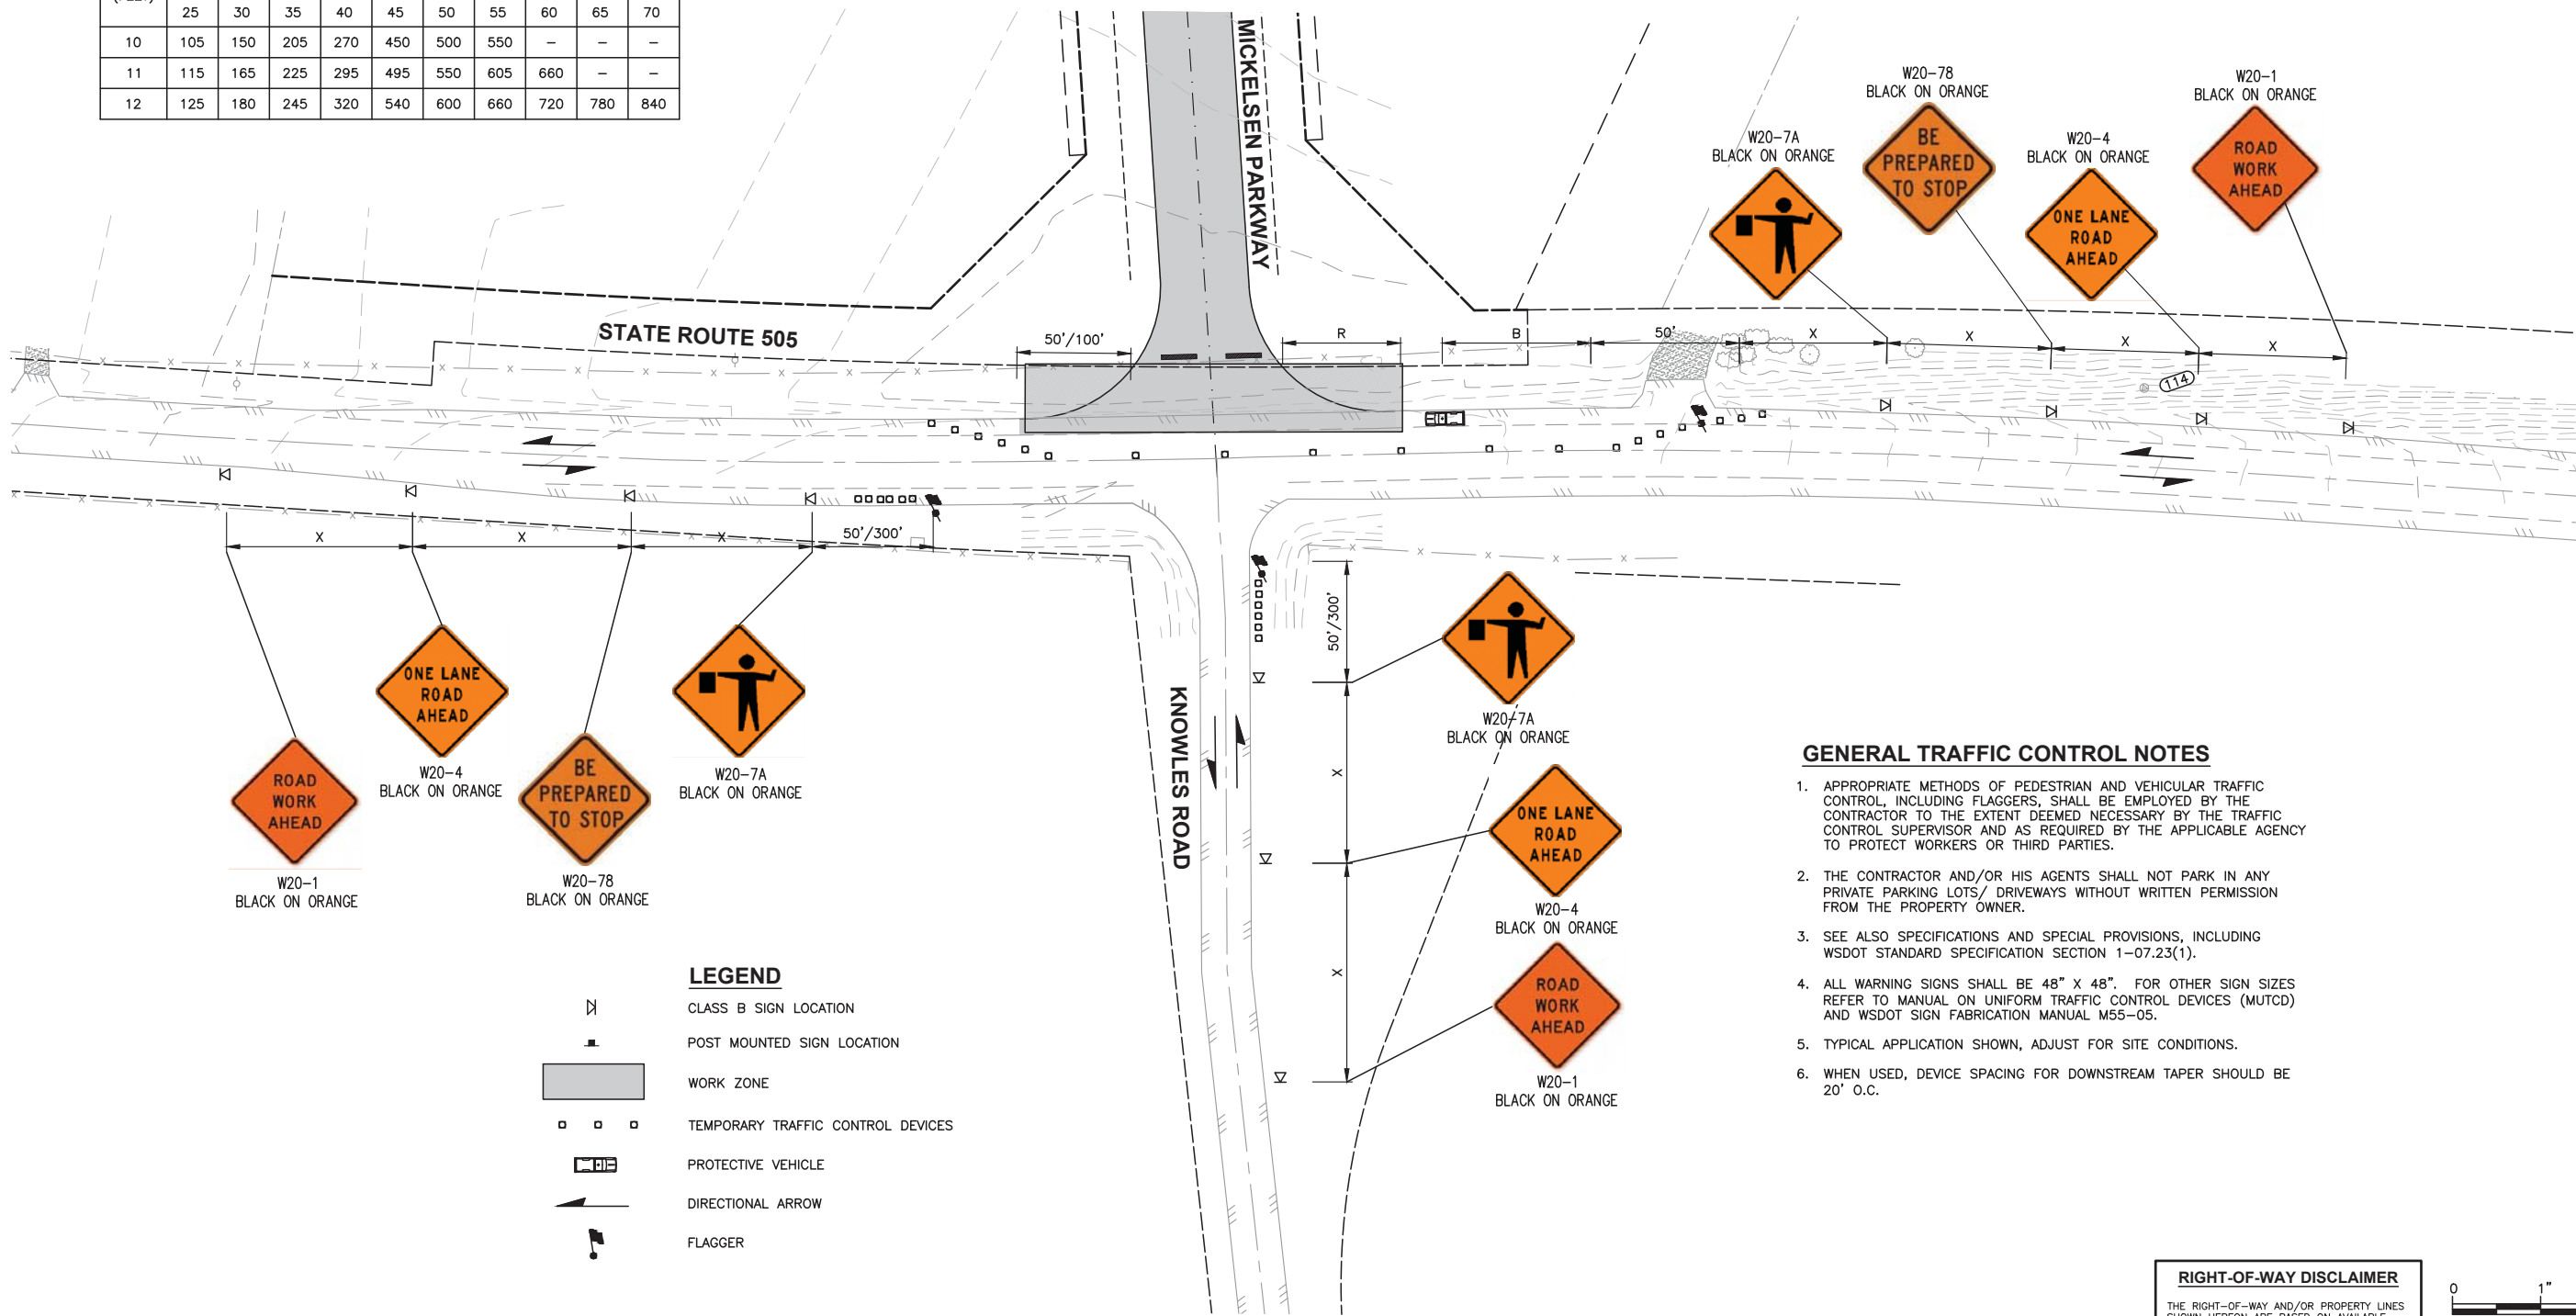 25 30 35 40 45 50 55 60 65 70
10 105 150 205 270 450 500 550 – – –
11 115 165 225 295 495 550 605 660 – –
12 125 180 245 320 540 600 660 720 780 840
MICKELSEN PARKWAY
W20–7A
BLACK ON ORANGE
W20–78
BLACK ON ORANGE
BE
PREPARED
TO STOP
W20–4
BLACK ON ORANGE
ONE LANE
ROAD
AHEAD
W20–1
BLACK ON ORANGE
ROAD
WORK
AHEAD
STATE ROUTE 505
50'/100'
R
B
50'
X
X
X
X
114
X
X
X
50'/300'
ROAD
WORK
AHEAD
W20–1
BLACK ON ORANGE
ONE LANE
ROAD
AHEAD
W20–4
BLACK ON ORANGE
BE
PREPARED
TO STOP
W20–78
BLACK ON ORANGE
W20–7A
BLACK ON ORANGE
KNOWLES ROAD
50'/300'
X
X
W20–7A
BLACK ON ORANGE
ONE LANE
ROAD
AHEAD
W20–4
BLACK ON ORANGE
ROAD
WORK
AHEAD
W20–1
BLACK ON ORANGE
LEGEND
CLASS B SIGN LOCATION
POST MOUNTED SIGN LOCATION
WORK ZONE
TEMPORARY TRAFFIC CONTROL DEVICES
PROTECTIVE VEHICLE
DIRECTIONAL ARROW
FLAGGER
GENERAL TRAFFIC CONTROL NOTES
1. APPROPRIATE METHODS OF PEDESTRIAN AND VEHICULAR TRAFFIC
CONTROL, INCLUDING FLAGGERS, SHALL BE EMPLOYED BY THE
CONTRACTOR TO THE EXTENT DEEMED NECESSARY BY THE TRAFFIC
CONTROL SUPERVISOR AND AS REQUIRED BY THE APPLICABLE AGENCY
TO PROTECT WORKERS OR THIRD PARTIES.
2. THE CONTRACTOR AND/OR HIS AGENTS SHALL NOT PARK IN ANY
PRIVATE PARKING LOTS/ DRIVEWAYS WITHOUT WRITTEN PERMISSION
FROM THE PROPERTY OWNER.
3. SEE ALSO SPECIFICATIONS AND SPECIAL PROVISIONS, INCLUDING
WSDOT STANDARD SPECIFICATION SECTION 1–07.23(1).
4. ALL WARNING SIGNS SHALL BE 48" X 48". FOR OTHER SIGN SIZES
REFER TO MANUAL ON UNIFORM TRAFFIC CONTROL DEVICES (MUTCD)
AND WSDOT SIGN FABRICATION MANUAL M55–05.
5. TYPICAL APPLICATION SHOWN, ADJUST FOR SITE CONDITIONS.
6. WHEN USED, DEVICE SPACING FOR DOWNSTREAM TAPER SHOULD BE
20' O.C.
RIGHT-OF-WAY DISCLAIMER
THE RIGHT–OF–WAY AND/OR PROPERTY LINES
SHOWN HEREON ARE BASED ON AVAILABLE
0 1"